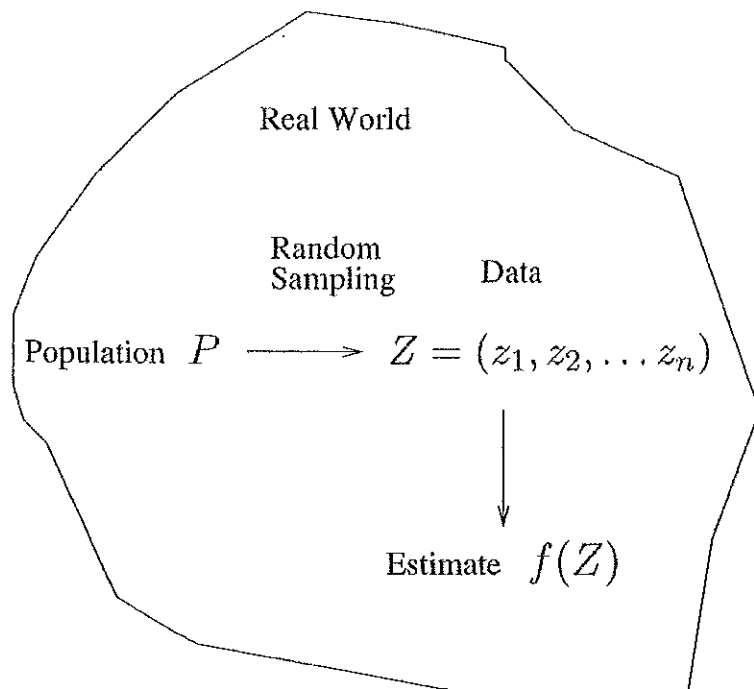 Real World
Random
Sampling
Data
Population P Z = (z₁, z₂, … zₙ)
Estimate f(Z)